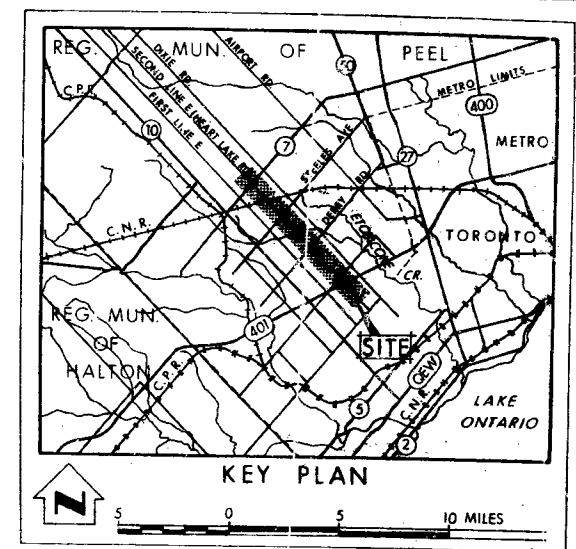 REG. MUN. OF PEEL
AIRPORT RD.
DIXIE RD.
SECOND LINE E (HEART LAKE RD.)
FIRST LINE E
C.P.R.
10
7
50
27
METRO LIMITS
400
METRO
STEELES AVE
DERRY RD
ETOBICOKE CR.
C.N.R.
TORONTO
REG. MUN.
OF
HALTON
401
C.P.R.
SITE
5
QEW
C.N.R.
2
LAKE
ONTARIO
KEY PLAN
N
5 0 5 10 MILES